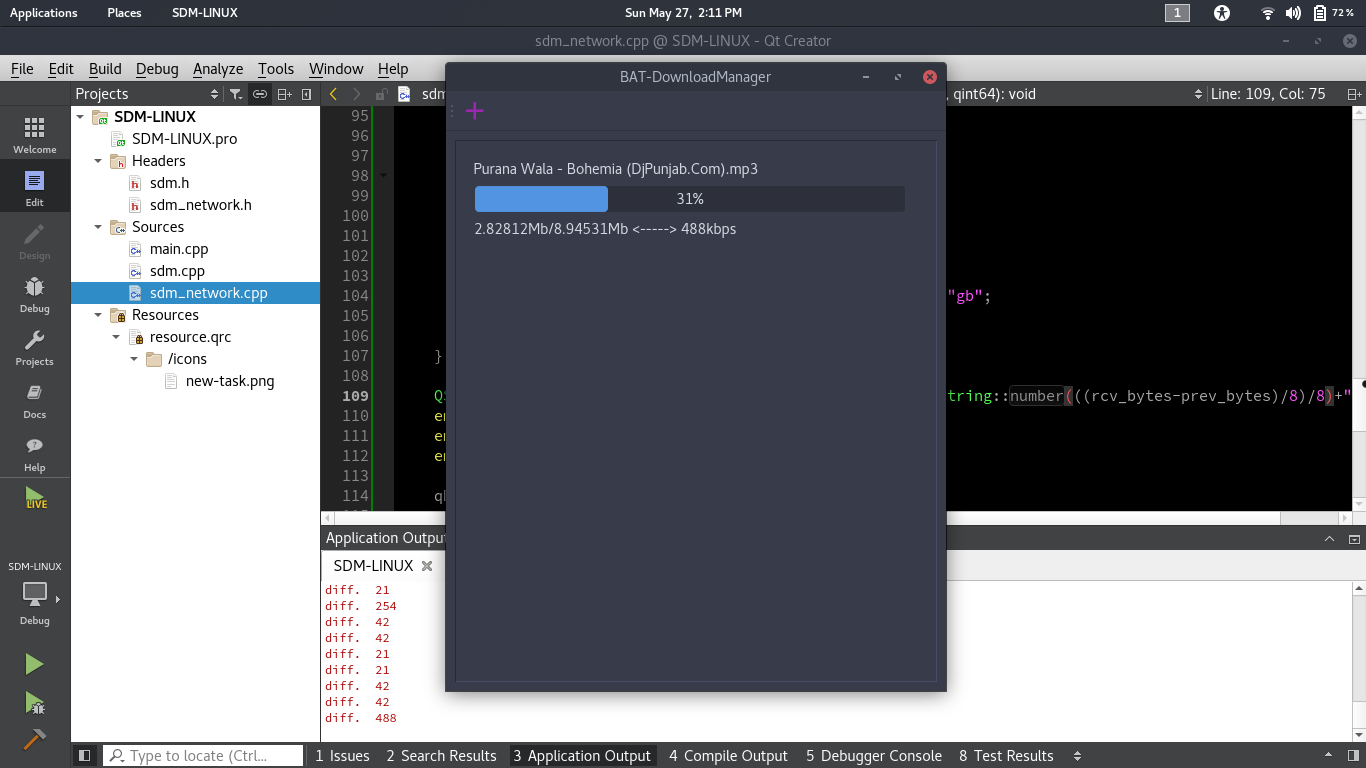 Applications Places SDM-LINUX Sun May 27, 2:11 PM 1 72 %
sdm_network.cpp @ SDM-LINUX - Qt Creator
File Edit Build Debug Analyze Tools Window Help
BAT-DownloadManager
Projects
sdm
, qint64): void
Line: 109, Col: 75
Welcome
Edit
Design
Debug
Projects
Docs
Help
LIVE
SDM-LINUX
Debug
SDM-LINUX
SDM-LINUX.pro
Headers
sdm.h
sdm_network.h
Sources
main.cpp
sdm.cpp
sdm_network.cpp
Resources
resource.qrc
/icons
new-task.png
95
96
97
98
99
100
101
102
103
104 "gb";
105
106
107 }
108
109 tring::number(((rcv_bytes-prev_bytes)/8)/8)+"
110 en
111 en
112 en
113
114
Purana Wala - Bohemia (DjPunjab.Com).mp3
31%
2.82812Mb/8.94531Mb <-----> 488kbps
Application Outpu
SDM-LINUX
diff. 21
diff. 254
diff. 42
diff. 42
diff. 21
diff. 21
diff. 42
diff. 42
diff. 488
Type to locate (Ctrl...
1 Issues 2 Search Results 3 Application Output 4 Compile Output 5 Debugger Console 8 Test Results